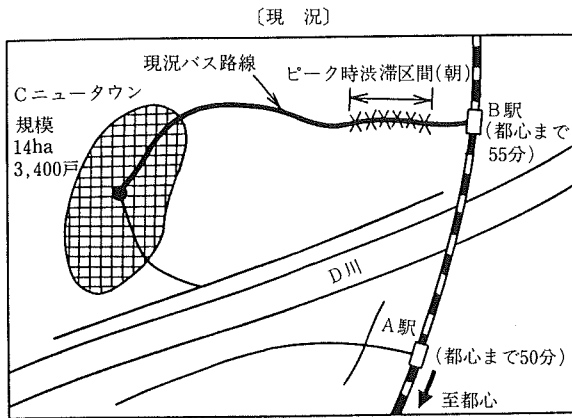 〔現 況〕
現況バス路線
ピーク時渋滞区間(朝)
Cニュータウン
規模
14ha
3,400戸
B駅
(都心まで
55分)
D川
A駅
(都心まで50分)
至都心